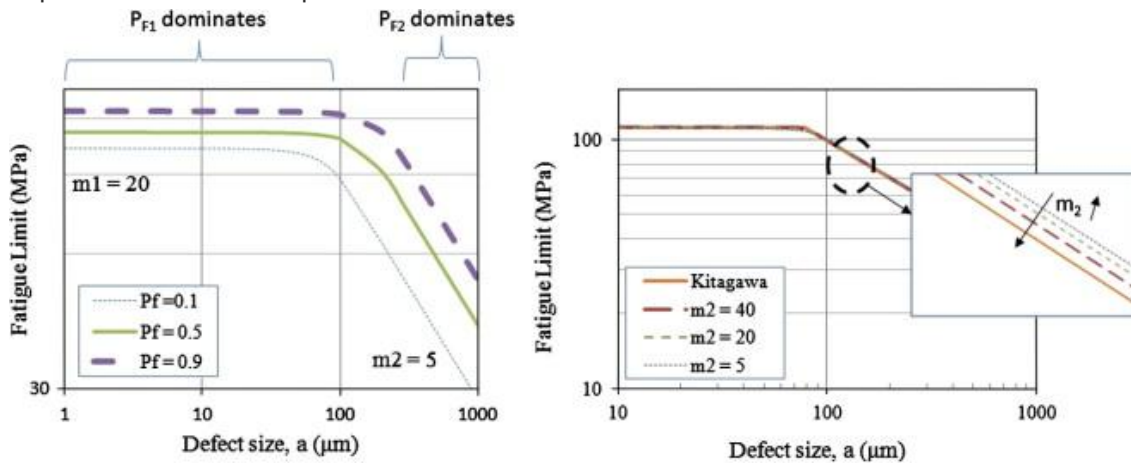 P_F1 dominates
P_F2 dominates
Fatigue Limit (MPa)
m1 = 20
Pf =0.1
Pf = 0.5
Pf = 0.9
m2 = 5
30
1
10
100
1000
Defect size, a (µm)
Fatigue Limit (MPa)
100
m₂
Kitagawa
m2 = 40
m2 = 20
m2 = 5
10
10
100
1000
Defect size, a (µm)